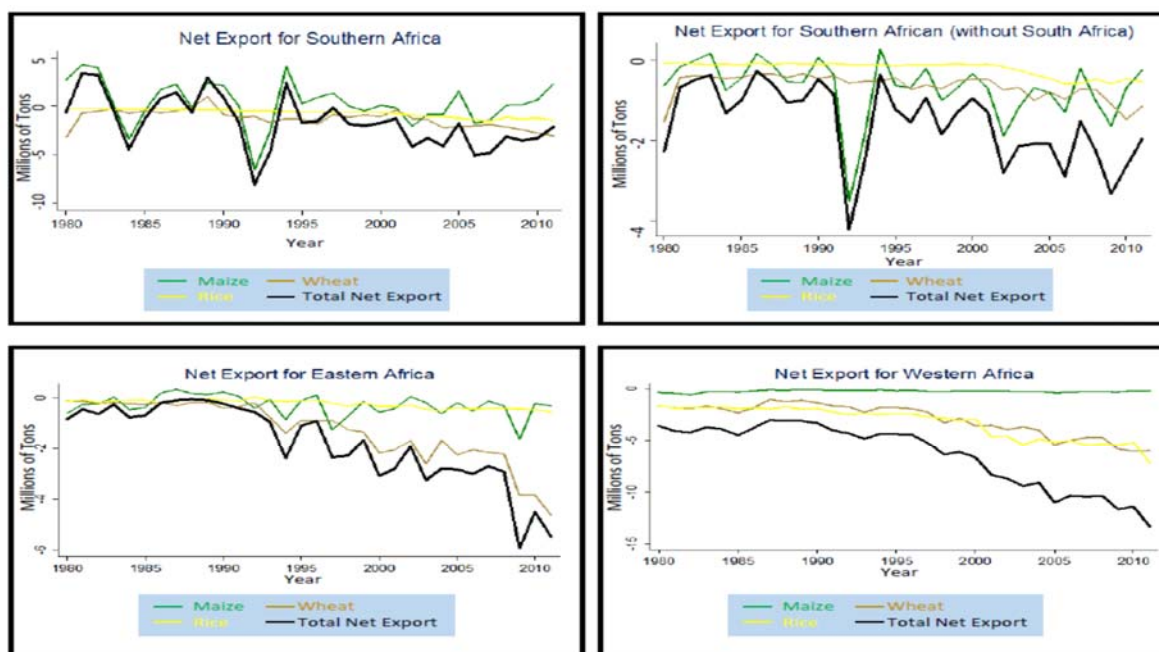 Net Export for Southern Africa
Millions of Tons
5
0
-5
-10
1980 1985 1990 1995 2000 2005 2010
Year
Maize Wheat
Rice Total Net Export
Net Export for Southern African (without South Africa)
Millions of Tons
0
-2
-4
1980 1985 1990 1995 2000 2005 2010
Year
Maize Wheat
Rice Total Net Export
Net Export for Eastern Africa
Millions of Tons
0
-2
-4
-6
1980 1985 1990 1995 2000 2005 2010
Year
Maize Wheat
Rice Total Net Export
Net Export for Western Africa
Millions of Tons
0
-5
-10
-15
1980 1985 1990 1995 2000 2005 2010
Year
Maize Wheat
Rice Total Net Export